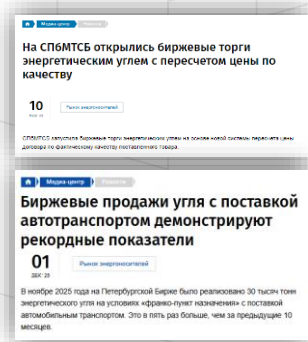 Медиа-центр
Новости
На СПбМТСБ открылись биржевые торги
энергетическим углем с пересчетом цены по
качеству
10
Рынок энергоносителей
СПбМТСБ запустила биржевые торги энергетическим углем на основе новой системы пересчета цены
договора по фактическому качеству поставленного товара.
Медиа-центр
Новости
Биржевые продажи угля с поставкой
автотранспортом демонстрируют
рекордные показатели
01
ДЕК' 25
Рынок энергоносителей
В ноябре 2025 года на Петербургской Бирже было реализовано 30 тысяч тонн
энергетического угля на условиях «франко-пункт назначения» с поставкой
автомобильным транспортом. Это в пять раз больше, чем за предыдущие 10
месяцев.